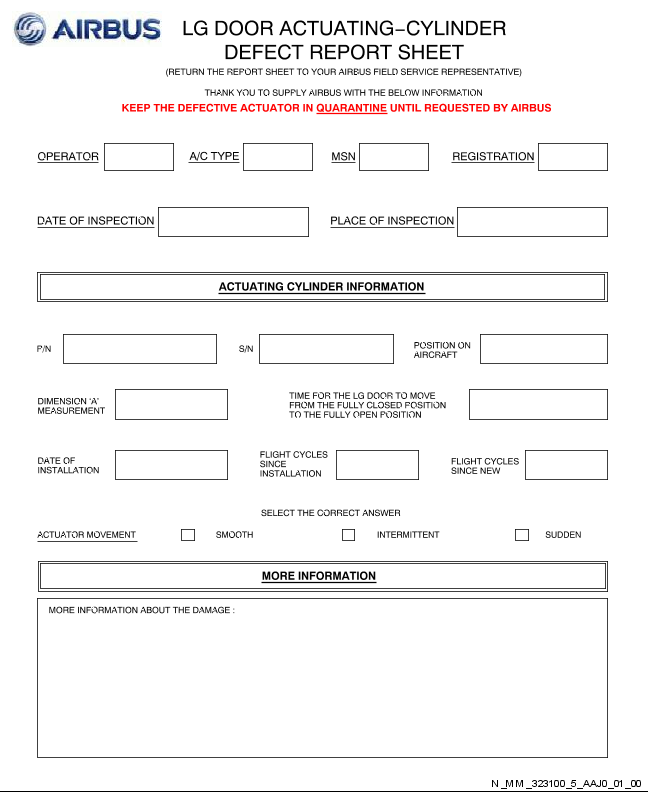 AIRBUS
LG DOOR ACTUATING-CYLINDER
DEFECT REPORT SHEET
(RETURN THE REPORT SHEET TO YOUR AIRBUS FIELD SERVICE REPRESENTATIVE)
THANK YOU TO SUPPLY AIRBUS WITH THE BELOW INFORMATION
KEEP THE DEFECTIVE ACTUATOR IN QUARANTINE UNTIL REQUESTED BY AIRBUS
OPERATOR A/C TYPE MSN REGISTRATION
DATE OF INSPECTION PLACE OF INSPECTION
ACTUATING CYLINDER INFORMATION
P/N S/N
POSITION ON
AIRCRAFT
DIMENSION 'A'
MEASUREMENT
TIME FOR THE LG DOOR TO MOVE
FROM THE FULLY CLOSED POSITION
TO THE FULLY OPEN POSITION
DATE OF
INSTALLATION
FLIGHT CYCLES
SINCE
INSTALLATION
FLIGHT CYCLES
SINCE NEW
SELECT THE CORRECT ANSWER
ACTUATOR MOVEMENT SMOOTH INTERMITTENT SUDDEN
MORE INFORMATION
MORE INFORMATION ABOUT THE DAMAGE :
N_MM_323100_5_AAJ0_01_00